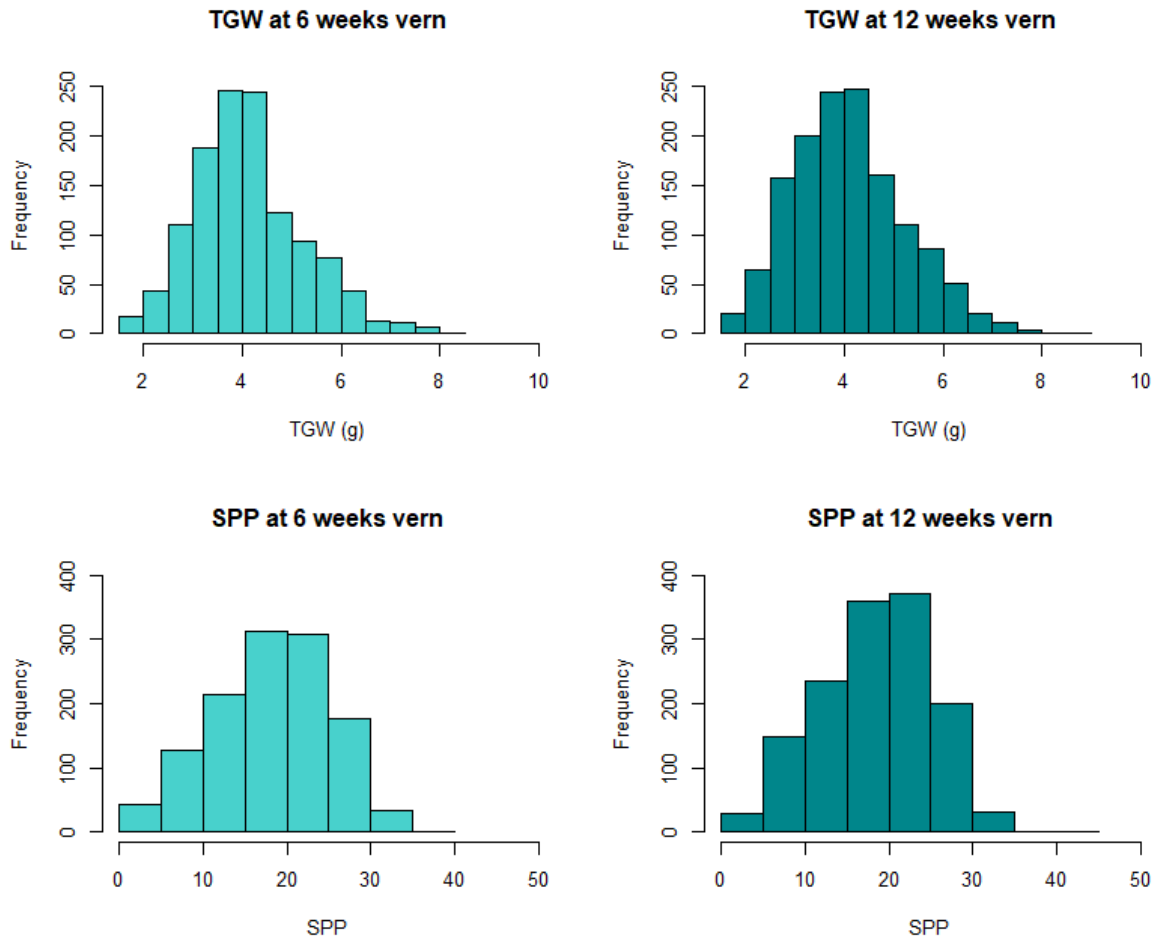 TGW at 6 weeks vern
Frequency
250
200
150
100
50
0
2 4 6 8 10
TGW (g)
TGW at 12 weeks vern
Frequency
250
200
150
100
50
0
2 4 6 8 10
TGW (g)
SPP at 6 weeks vern
Frequency
400
300
200
100
0
0 10 20 30 40 50
SPP
SPP at 12 weeks vern
Frequency
400
300
200
100
0
0 10 20 30 40 50
SPP